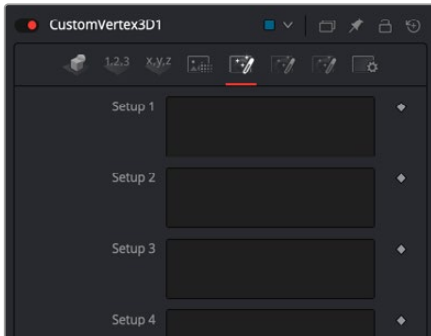 CustomVertex3D1
1,2,3 x,y,z
Setup 1
Setup 2
Setup 3
Setup 4